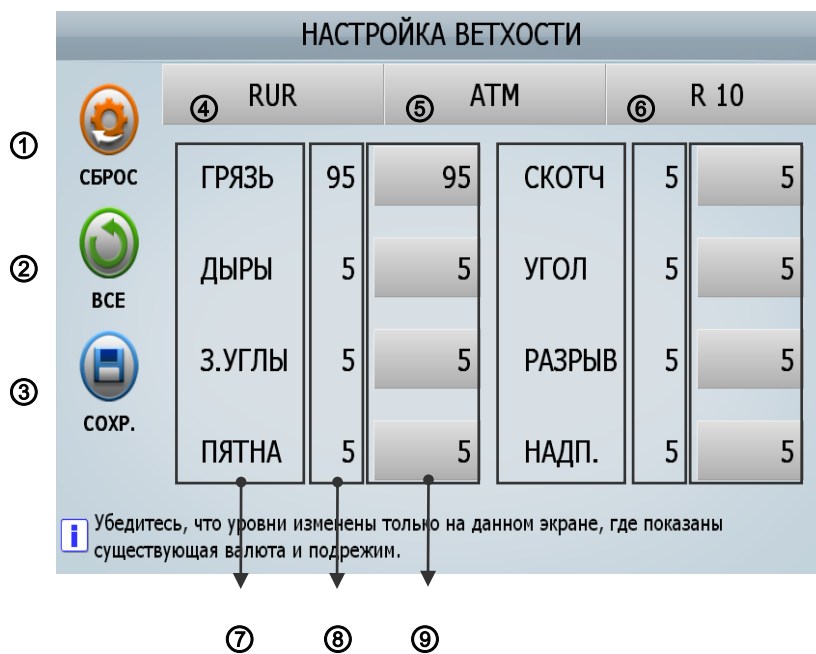 НАСТРОЙКА ВЕТХОСТИ
④ RUR ⑤ ATM ⑥ R 10
①
СБРОС
ГРЯЗЬ 95 95 СКОТЧ 5 5
②
ВСЕ
ДЫРЫ 5 5 УГОЛ 5 5
③
СОХР.
З.УГЛЫ 5 5 РАЗРЫВ 5 5
ПЯТНА 5 5 НАДП. 5 5
i Убедитесь, что уровни изменены только на данном экране, где показаны
существующая валюта и подрежим.
⑦ ⑧ ⑨